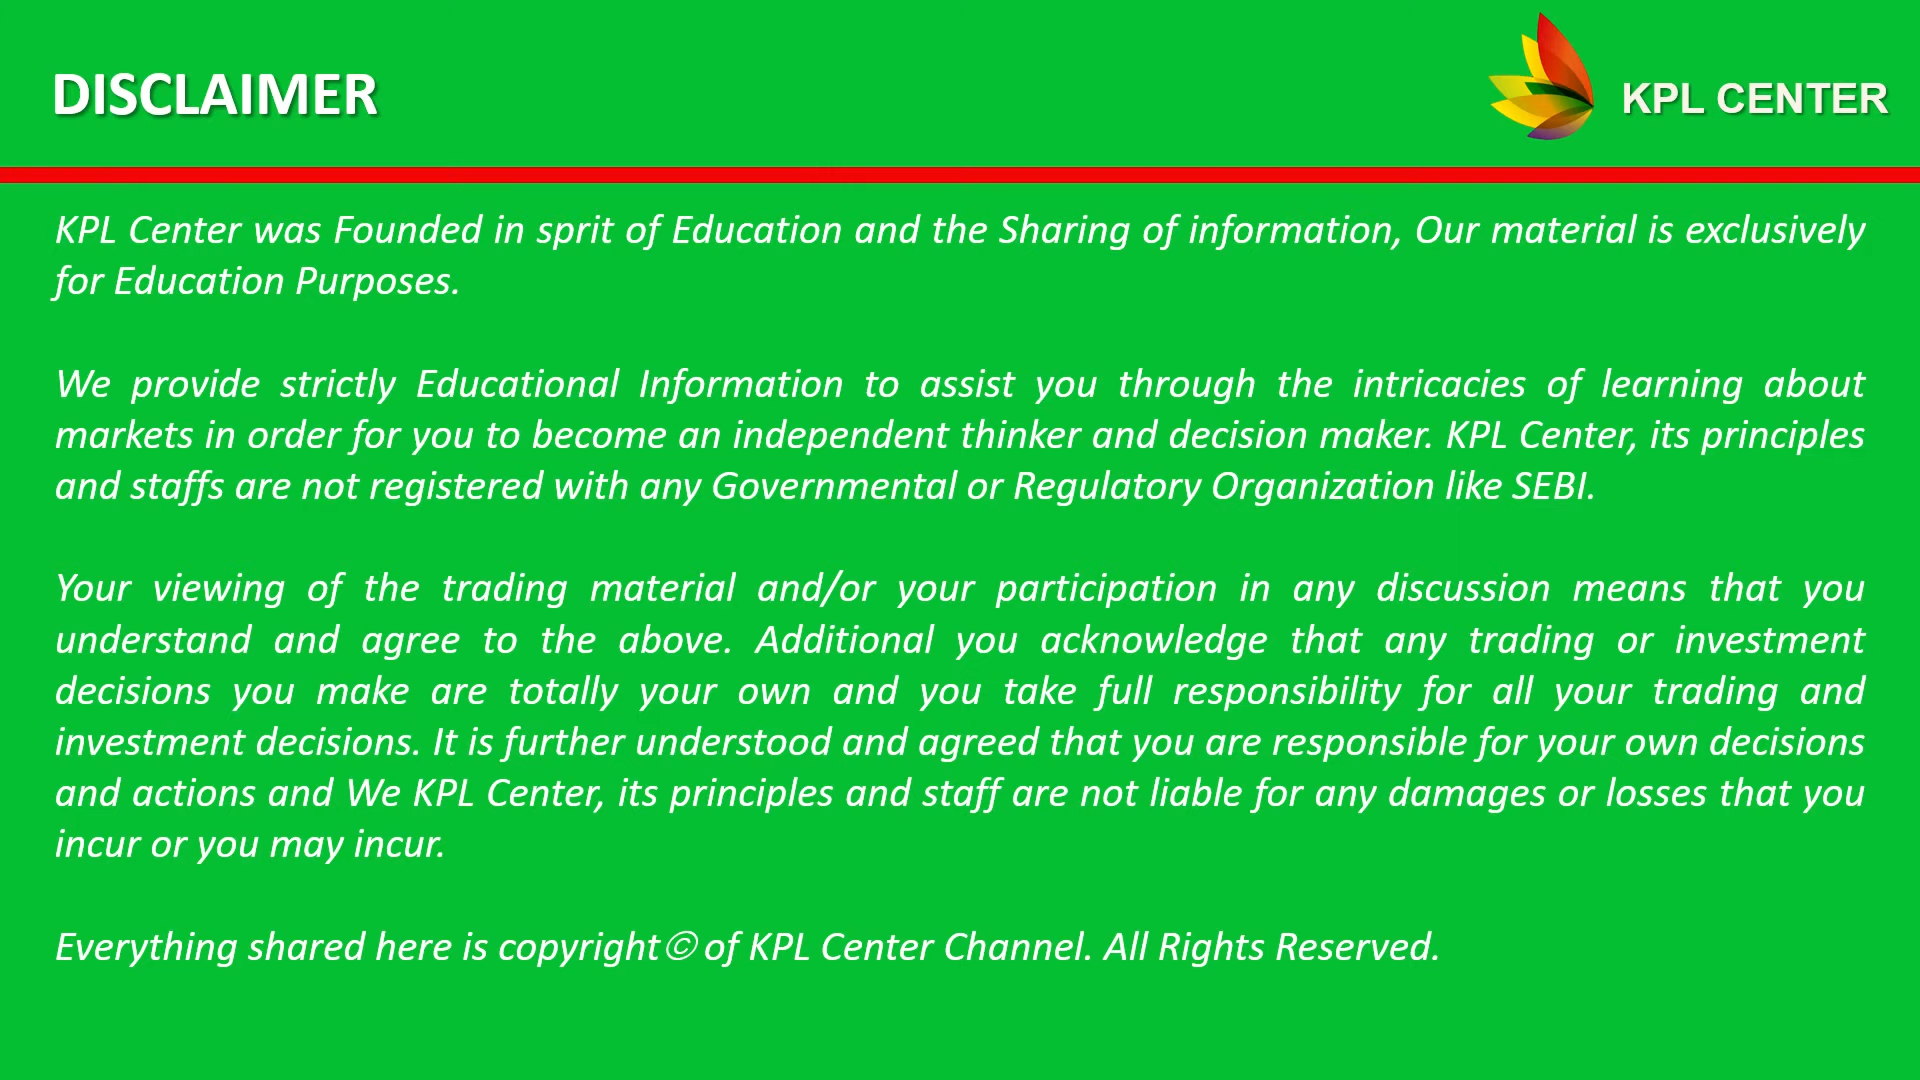 DISCLAIMER
KPL CENTER
KPL Center was Founded in sprit of Education and the Sharing of information, Our material is exclusively
for Education Purposes.
We provide strictly Educational Information to assist you through the intricacies of learning about
markets in order for you to become an independent thinker and decision maker. KPL Center, its principles
and staffs are not registered with any Governmental or Regulatory Organization like SEBI.
Your viewing of the trading material and/or your participation in any discussion means that you
understand and agree to the above. Additional you acknowledge that any trading or investment
decisions you make are totally your own and you take full responsibility for all your trading and
investment decisions. It is further understood and agreed that you are responsible for your own decisions
and actions and We KPL Center, its principles and staff are not liable for any damages or losses that you
incur or you may incur.
Everything shared here is copyright© of KPL Center Channel. All Rights Reserved.